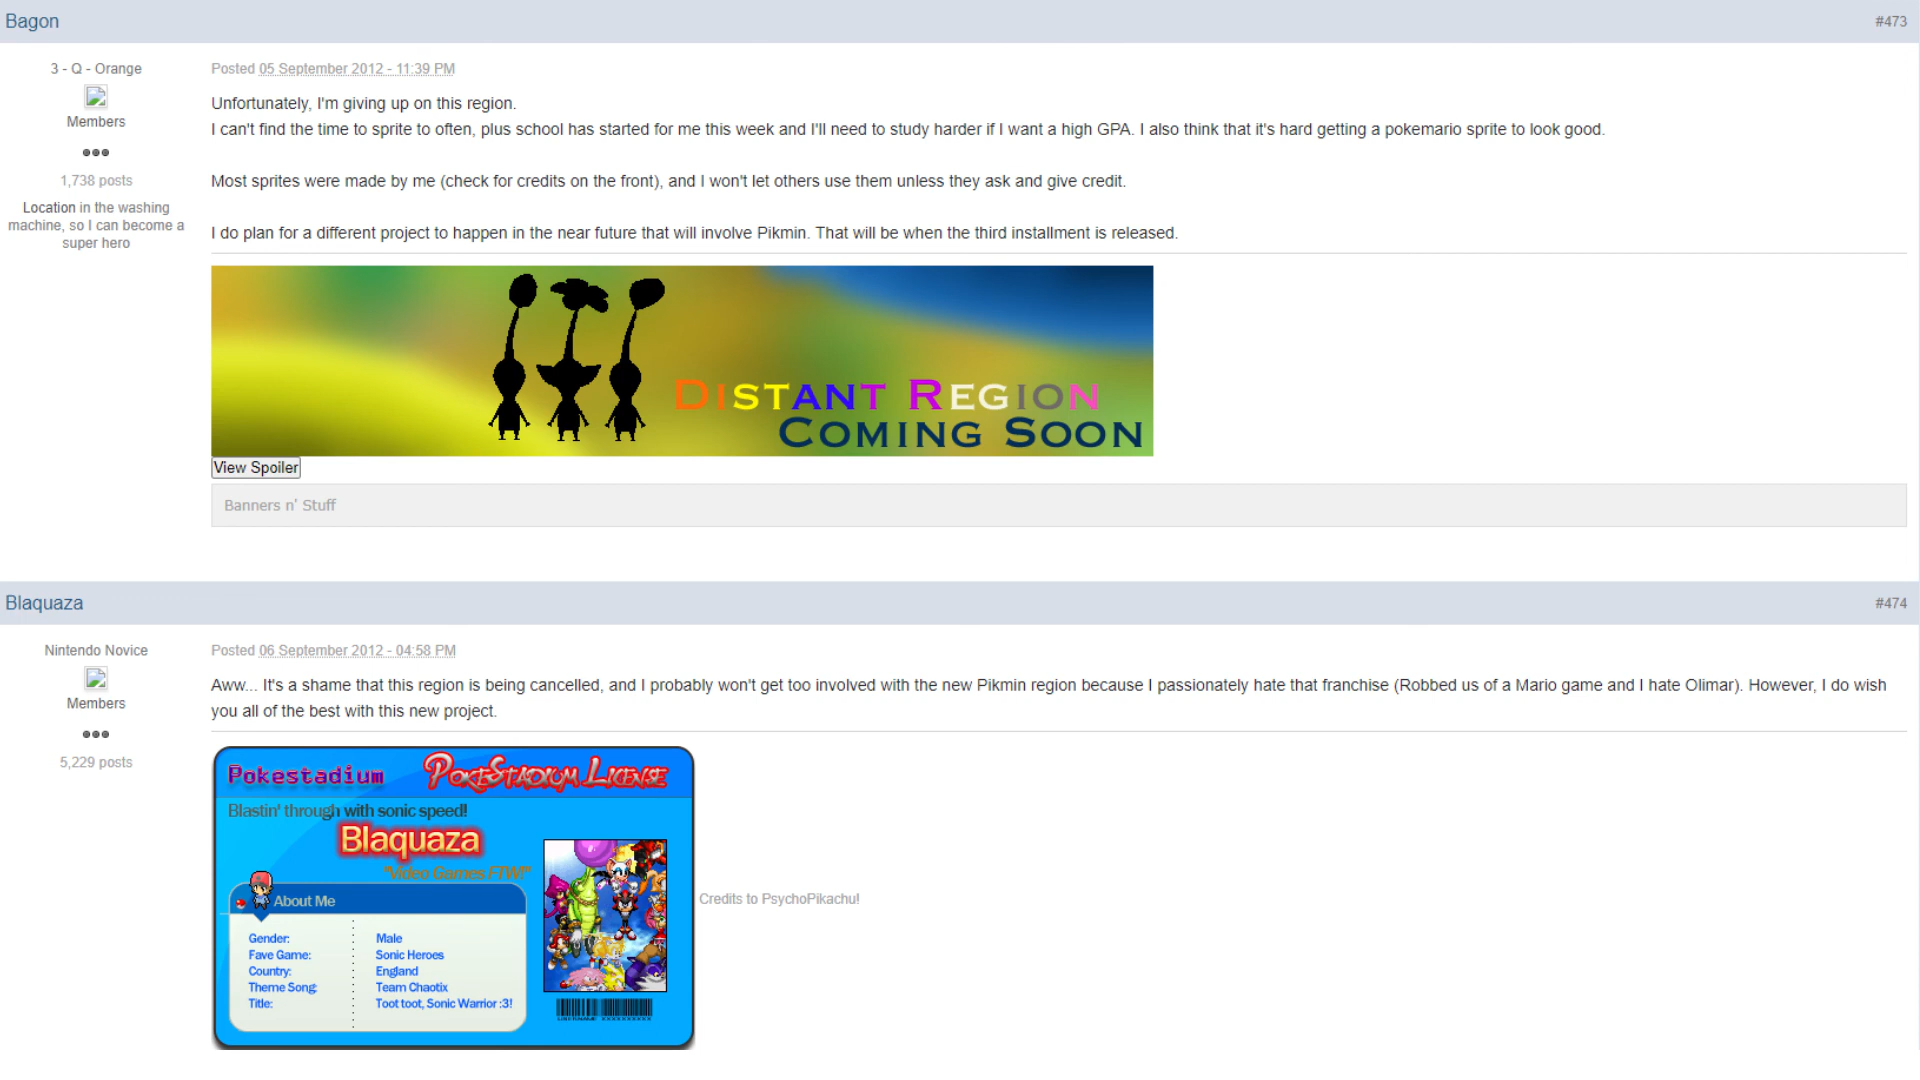 Bagon
#473
3 - Q - Orange
Posted 05 September 2012 - 11:39 PM
Members
1,738 posts
Location in the washing
machine, so I can become a
super hero
Unfortunately, I'm giving up on this region.
I can't find the time to sprite to often, plus school has started for me this week and I'll need to study harder if I want a high GPA. I also think that it's hard getting a pokemario sprite to look good.
Most sprites were made by me (check for credits on the front), and I won't let others use them unless they ask and give credit.
I do plan for a different project to happen in the near future that will involve Pikmin. That will be when the third installment is released.
Distant Region
Coming Soon
View Spoiler
Banners n' Stuff
Blaquaza
#474
Nintendo Novice
Posted 06 September 2012 - 04:58 PM
Members
5,229 posts
Aww... It's a shame that this region is being cancelled, and I probably won't get too involved with the new Pikmin region because I passionately hate that franchise (Robbed us of a Mario game and I hate Olimar). However, I do wish
you all of the best with this new project.
Pokestadium
PokeStadium License
Blastin' through with sonic speed!
Blaquaza
"Video Games FTW!"
About Me
Gender: Male
Fave Game: Sonic Heroes
Country: England
Theme Song: Team Chaotix
Title: Toot toot, Sonic Warrior :3!
Credits to PsychoPikachu!